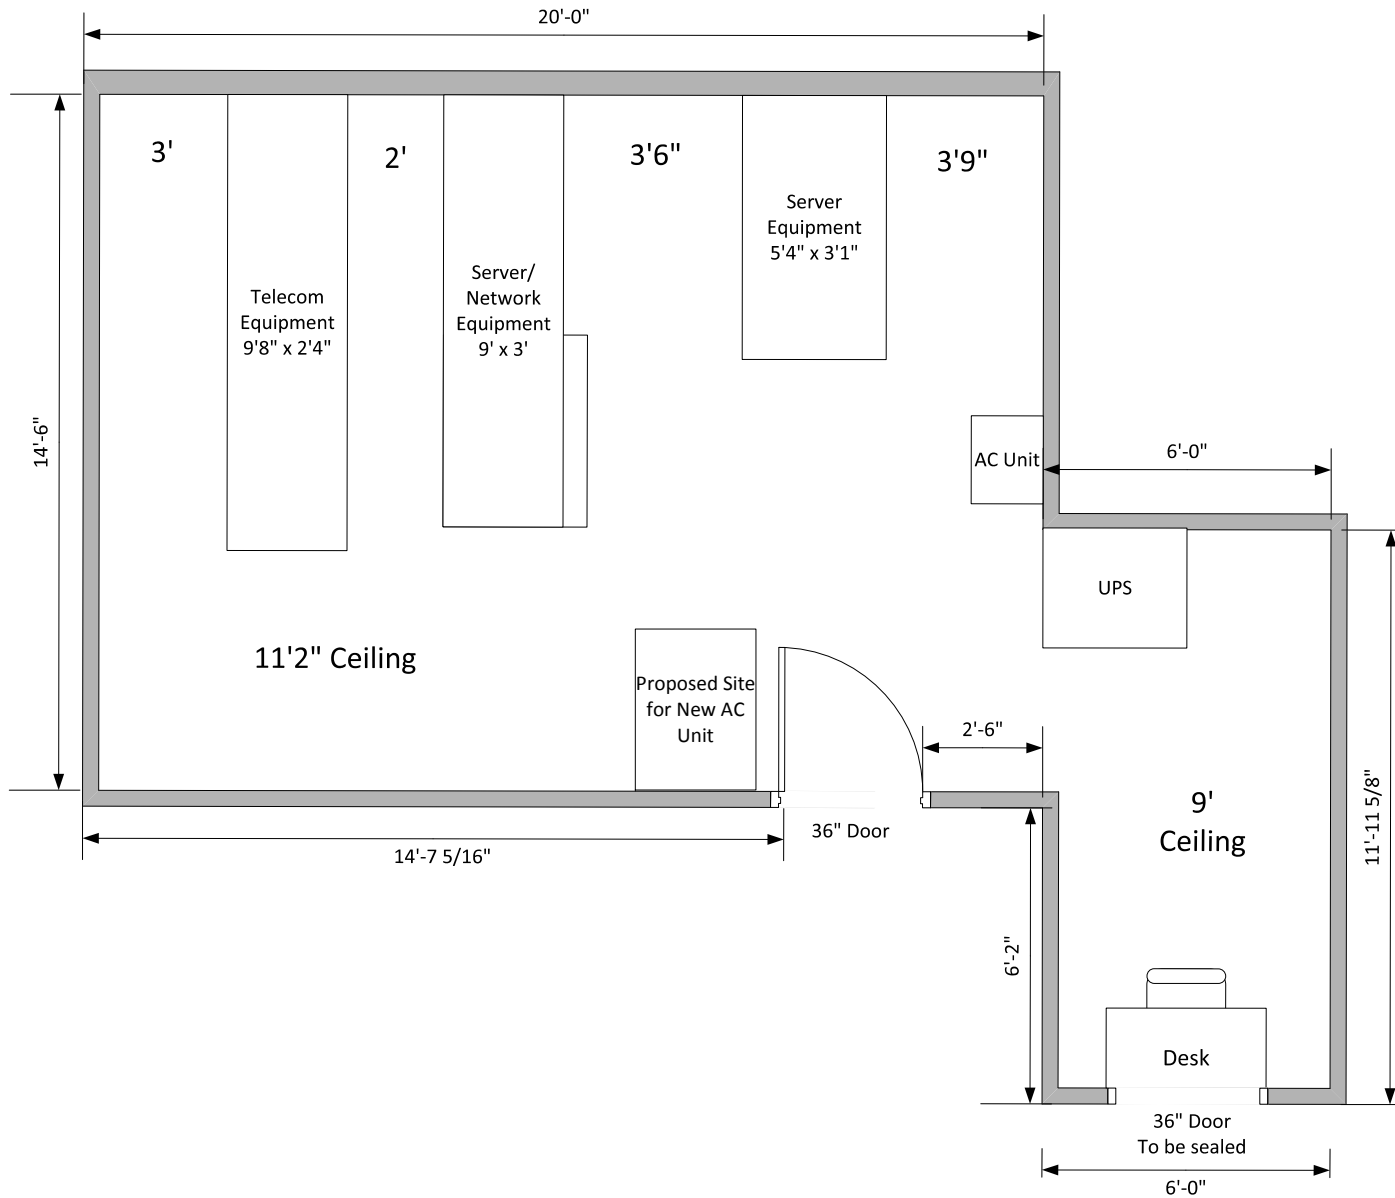 20'-0"
3'
2'
3'6"
3'9"
Server
Equipment
5'4" x 3'1"
Telecom
Equipment
9'8" x 2'4"
Server/
Network
Equipment
9' x 3'
14'-6"
AC Unit
6'-0"
UPS
11'2" Ceiling
Proposed Site
for New AC
Unit
2'-6"
36" Door
14'-7 5/16"
9'
Ceiling
11'-11 5/8"
6'-2"
Desk
36" Door
To be sealed
6'-0"